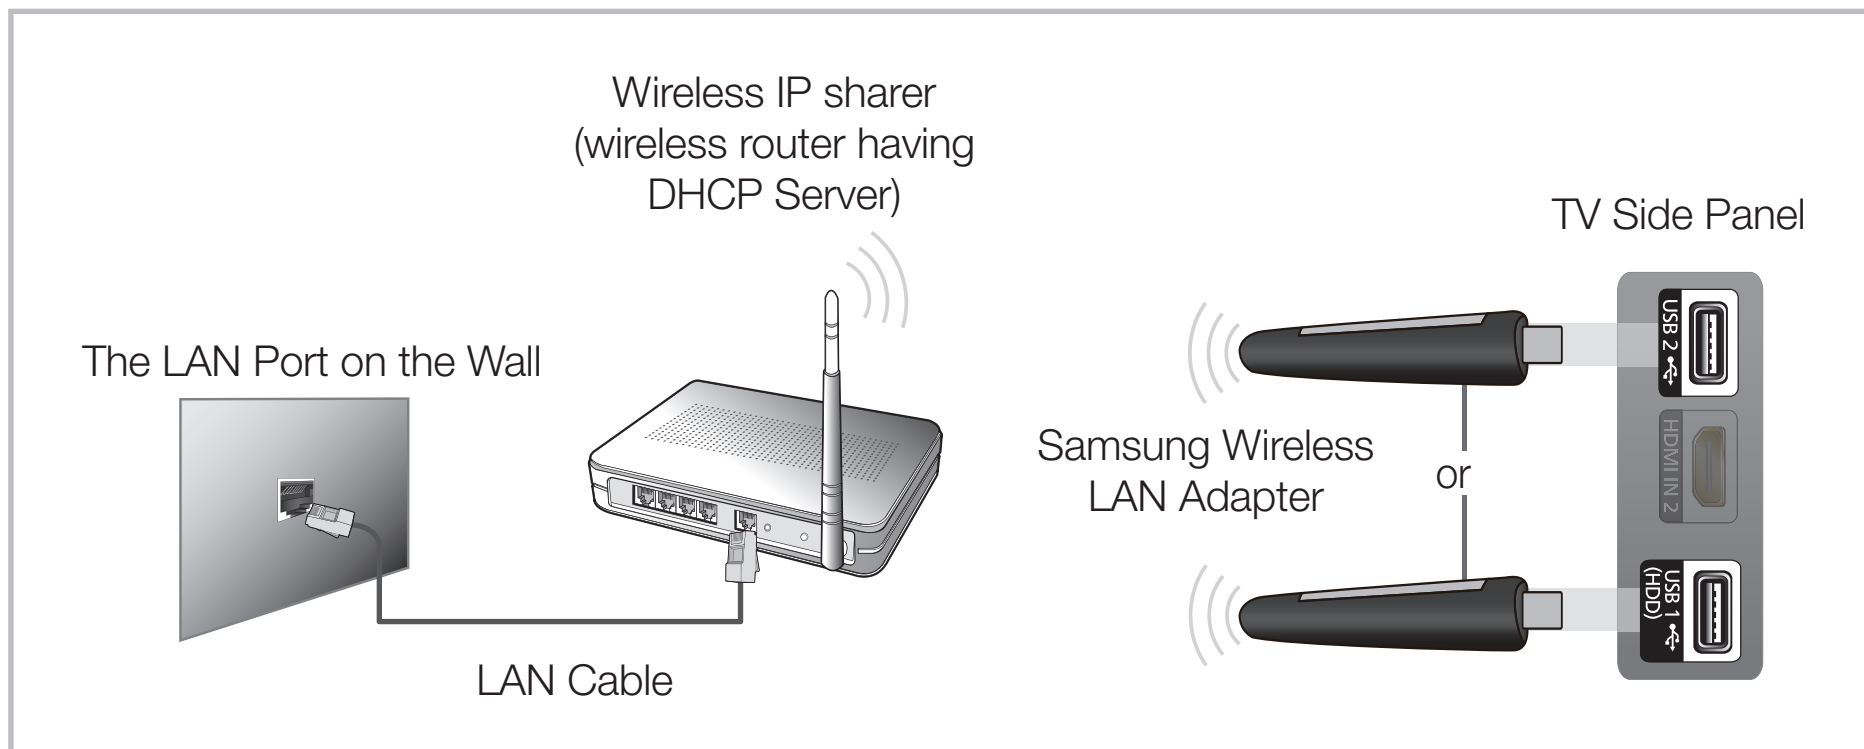 Wireless IP sharer
(wireless router having
DHCP Server)
TV Side Panel
The LAN Port on the Wall
Samsung Wireless
LAN Adapter
or
LAN Cable
USB 2
HDMI IN 2
USB 1
(HDD)